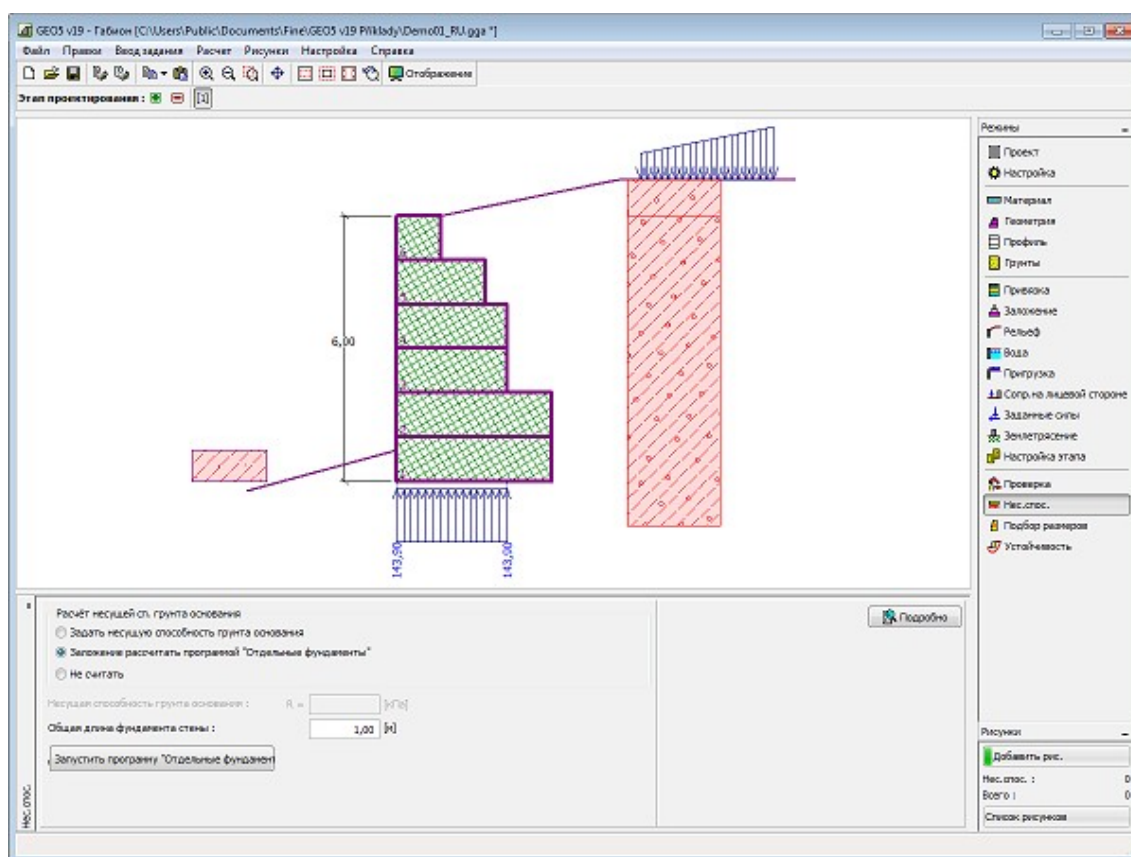 GEO5 v19 - Габион [C:\Users\Public\Documents\Fine\GEO5 v19 Příklady\Demo01_RU.gga *]
Файл Правки Ввод задания Расчет Рисунки Настройка Справка
Отображение
Этап проектирования : [1]
6,00
143,90
143,90
Режимы
Проект
Настройка
Материал
Геометрия
Профиль
Грунты
Привязка
Заложение
Рельеф
Вода
Пригрузка
Сопр.на лицевой стороне
Заданные силы
Землетрясение
Настройка этапа
Проверка
Нес.спос.
Подбор размеров
Устойчивость
Расчёт несущей сп. грунта основания
Задать несущую способность грунта основания
Заложение рассчитать программой "Отдельные фундаменты"
Не считать
Несущая способность грунта основания : R = [кПа]
Общая длина фундамента стены : 1,00 [м]
Запустить программу "Отдельные фундамент
Подробно
Нес.спос.
Рисунки
Добавить рис.
Нес.спос. : 0
Всего : 0
Список рисунков